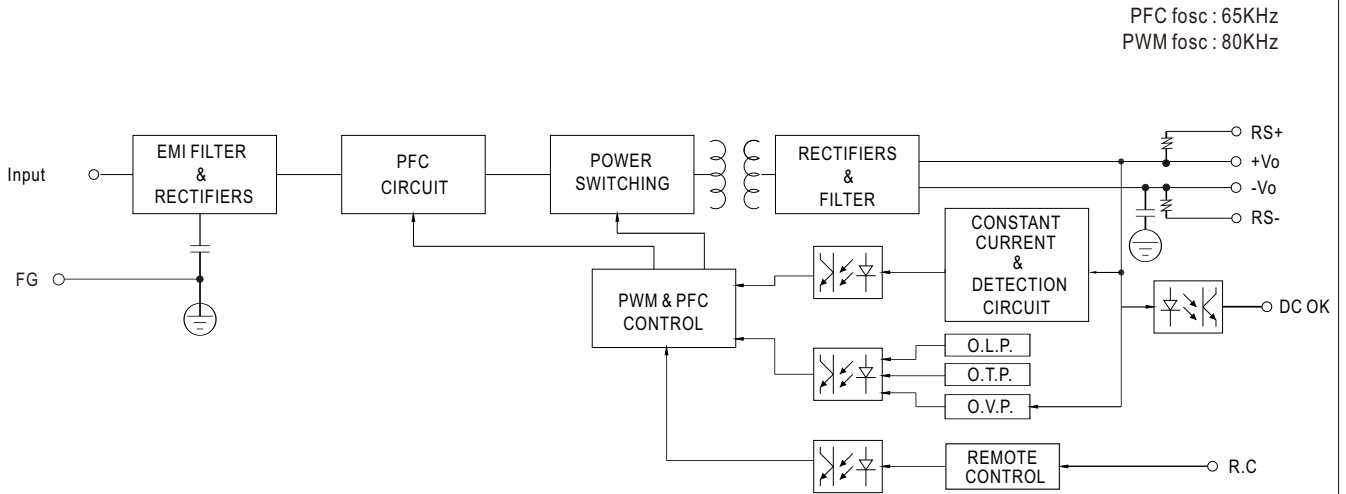 PFC fosc : 65KHz
PWM fosc : 80KHz
Input
EMI FILTER
&
RECTIFIERS
PFC
CIRCUIT
POWER
SWITCHING
RECTIFIERS
&
FILTER
RS+
+Vo
-Vo
RS-
FG
PWM & PFC
CONTROL
CONSTANT
CURRENT
&
DETECTION
CIRCUIT
DC OK
O.L.P.
O.T.P.
O.V.P.
REMOTE
CONTROL
R.C